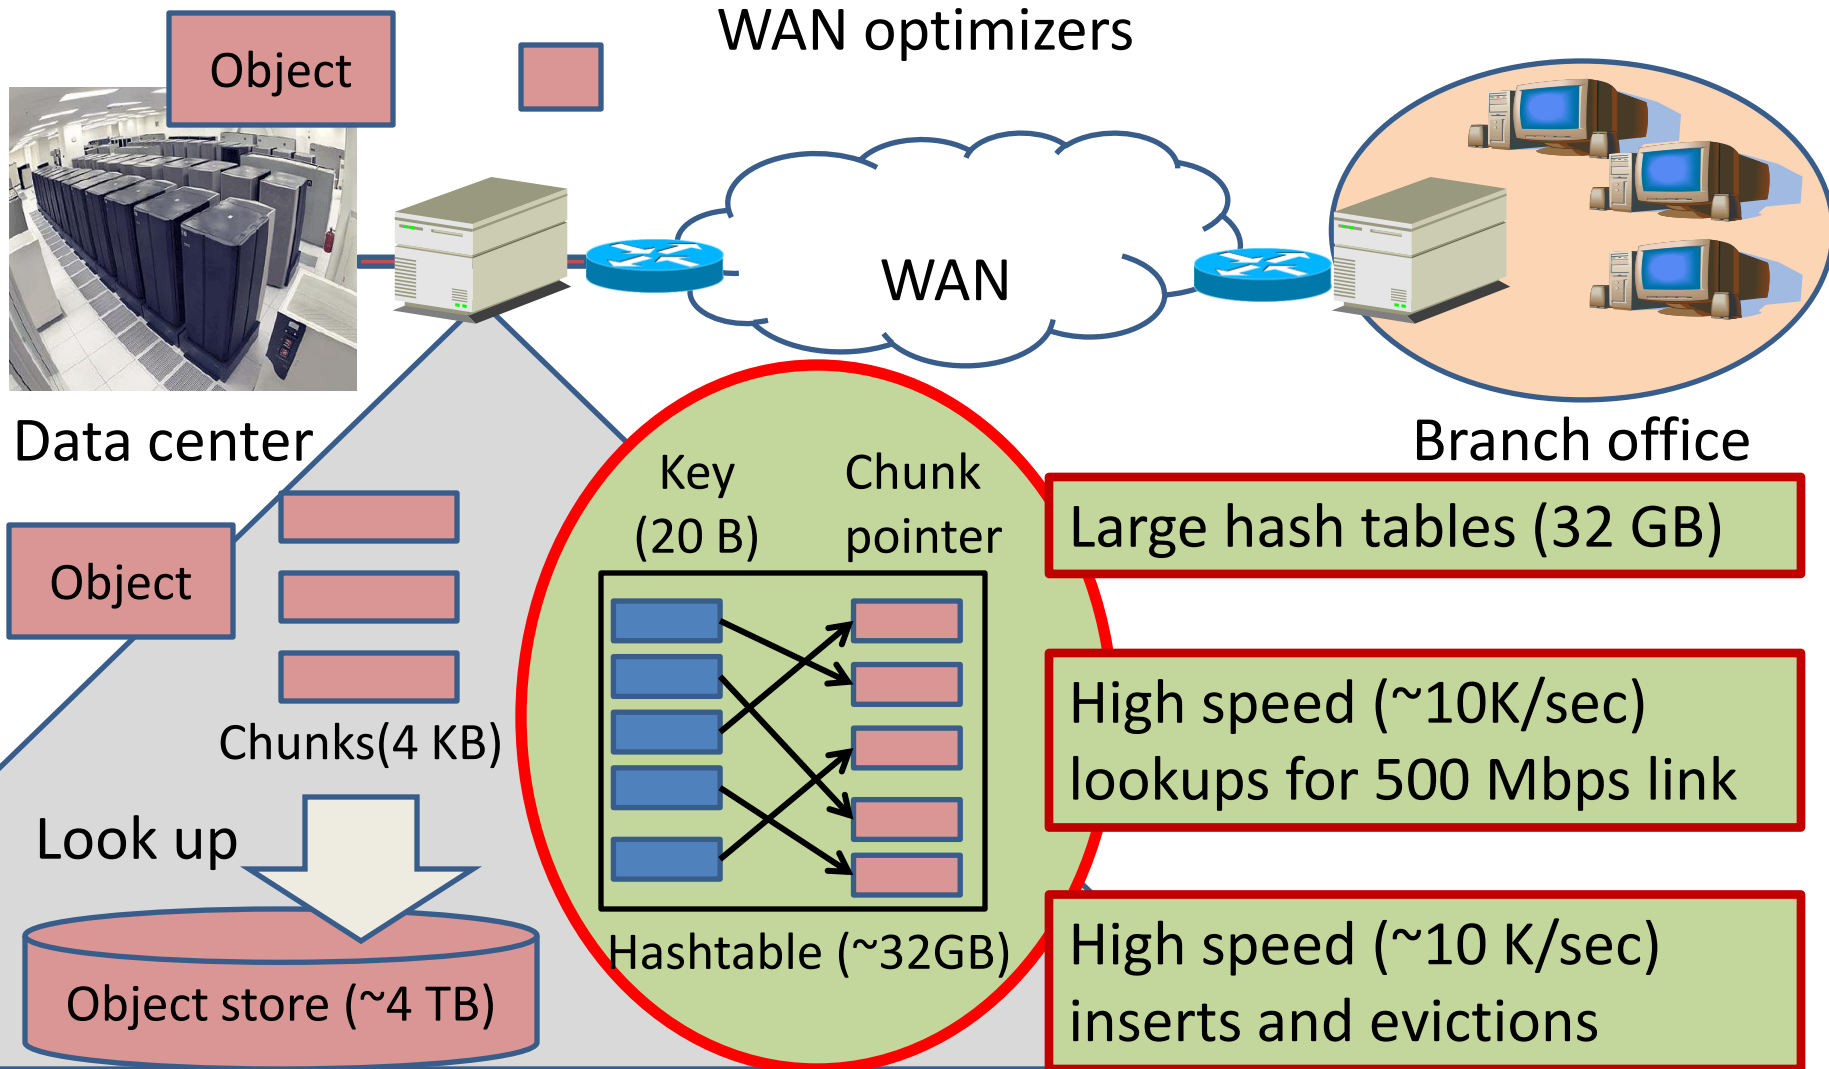 WAN optimizers
Object
WAN
Data center
Branch office
Key
(20 B)
Chunk
pointer
Large hash tables (32 GB)
Object
High speed (~10K/sec)
lookups for 500 Mbps link
Chunks(4 KB)
Look up
Hashtable (~32GB)
High speed (~10 K/sec)
inserts and evictions
Object store (~4 TB)